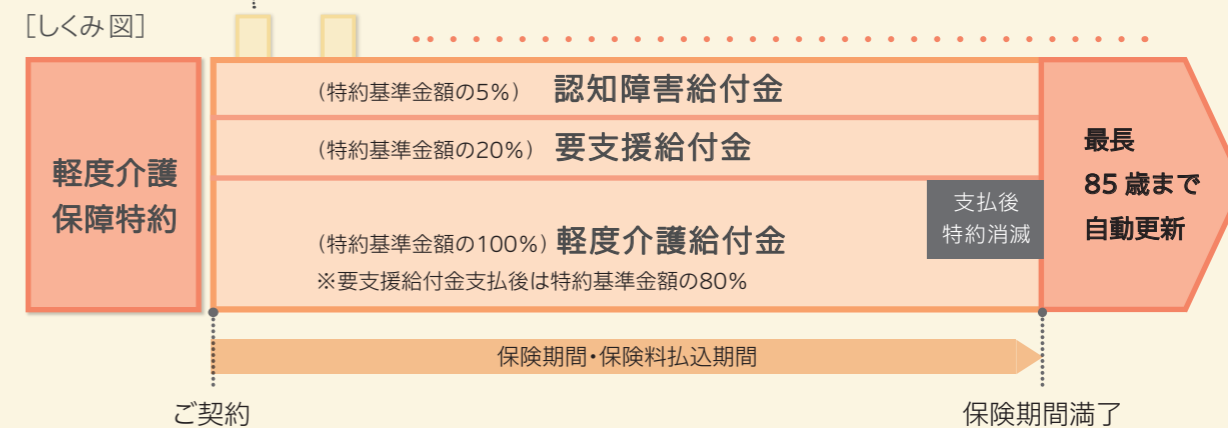 ［しくみ図］
軽度介護
保障特約
（特約基準金額の5%） 認知障害給付金
（特約基準金額の20%） 要支援給付金
（特約基準金額の100%） 軽度介護給付金
※要支援給付金支払後は特約基準金額の80%
支払後
特約消滅
最長
85歳まで
自動更新
保険期間・保険料払込期間
ご契約
保険期間満了